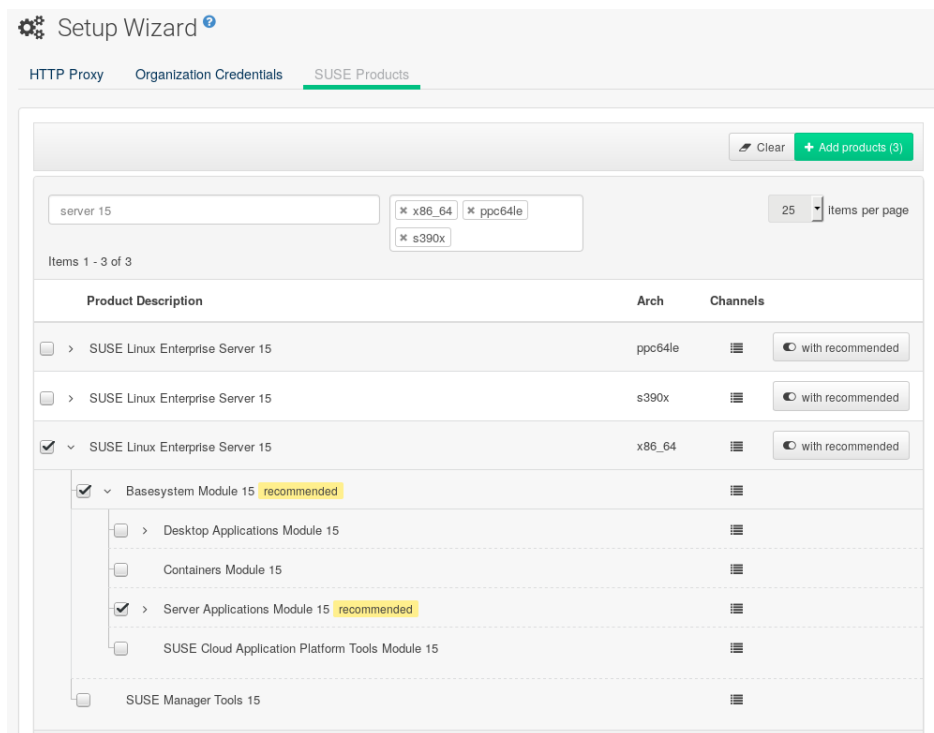 Setup Wizard ?
HTTP Proxy Organization Credentials SUSE Products
Clear + Add products (3)
server 15 × x86_64 × ppc64le 25 items per page
× s390x
Items 1 - 3 of 3
Product Description Arch Channels
SUSE Linux Enterprise Server 15 ppc64le with recommended
SUSE Linux Enterprise Server 15 s390x with recommended
SUSE Linux Enterprise Server 15 x86_64 with recommended
Basesystem Module 15 recommended
Desktop Applications Module 15
Containers Module 15
Server Applications Module 15 recommended
SUSE Cloud Application Platform Tools Module 15
SUSE Manager Tools 15